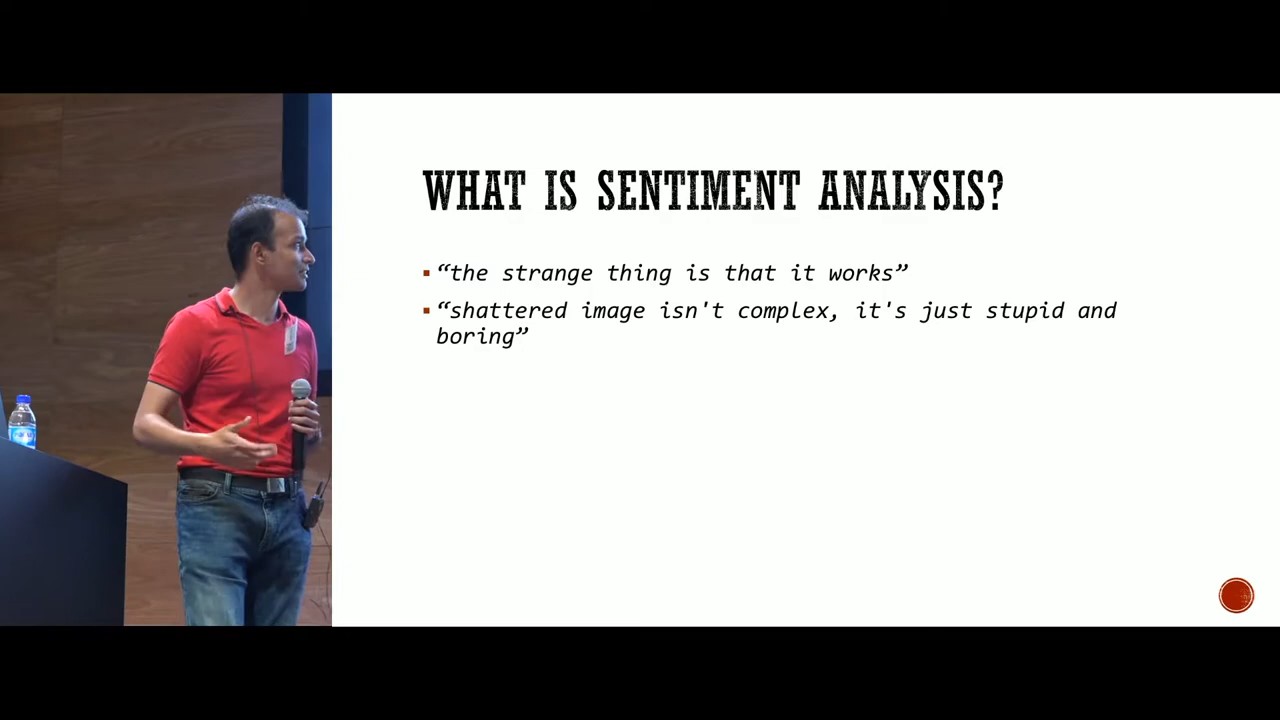 WHAT IS SENTIMENT ANALYSIS?
▪ “the strange thing is that it works”
▪ “shattered image isn't complex, it's just stupid and
boring”